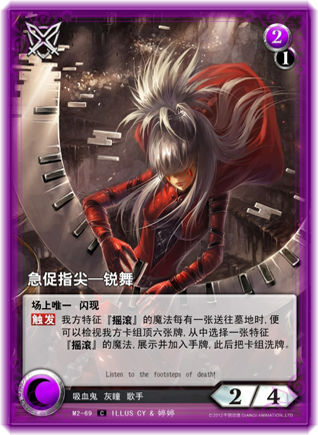 2
1
急促指尖—锐舞
场上唯一 闪现
触发 我方特征『摇滚』的魔法每有一张送往墓地时,便
可以检视我方卡组顶六张牌,从中选择一张特征
『摇滚』的魔法,展示并加入手牌,此后把卡组洗牌。
Listen to the footsteps of death!
吸血鬼 灰瞳 歌手
2 / 4
M2-69 C ILLUS CY & 婷婷